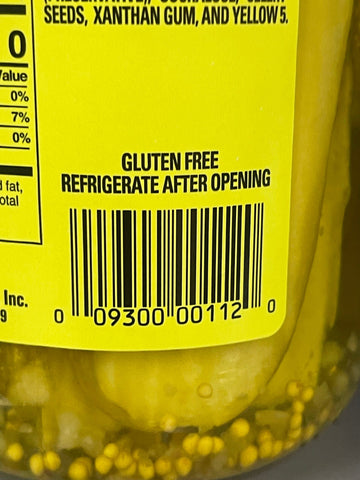 SEEDS, XANTHAN GUM, AND YELLOW 5.
0
Value
0%
7%
0%
d fat,
otal
GLUTEN FREE
REFRIGERATE AFTER OPENING
Inc.
9
0 09300 00112 0